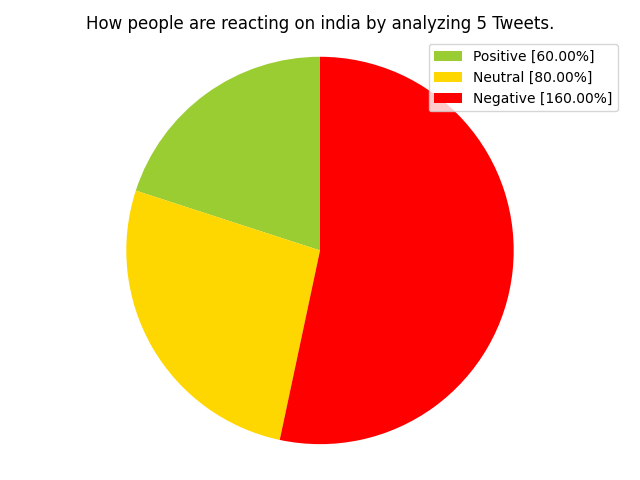 How people are reacting on india by analyzing 5 Tweets.
Positive [60.00%]
Neutral [80.00%]
Negative [160.00%]